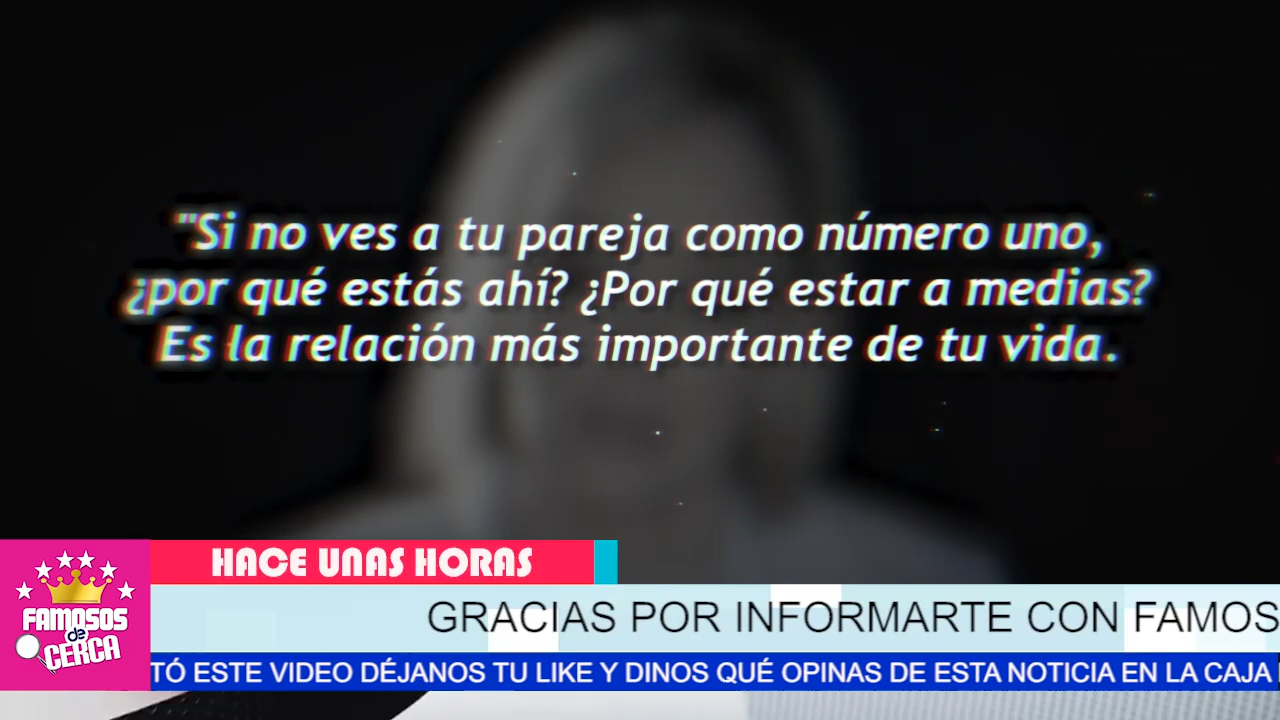 "Si no ves a tu pareja como número uno,
¿por qué estás ahí? ¿Por qué estar a medias?
Es la relación más importante de tu vida.
HACE UNAS HORAS
FAMOSOS
de
CERCA
GRACIAS POR INFORMARTE CON FAMOS
TÓ ESTE VIDEO DÉJANOS TU LIKE Y DINOS QUÉ OPINAS DE ESTA NOTICIA EN LA CAJA